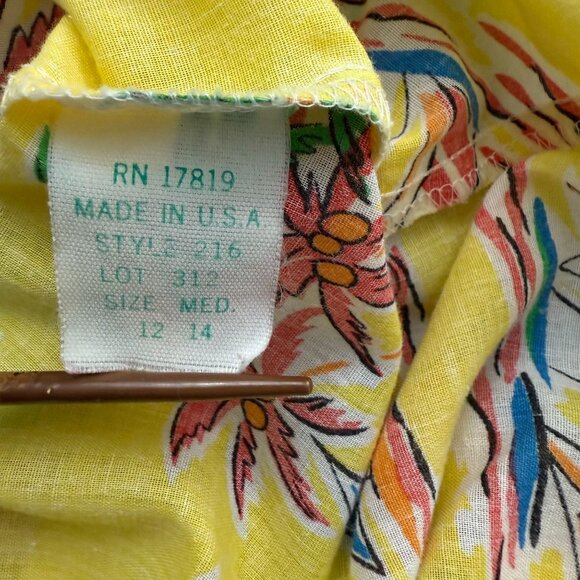 RN 17819
MADE IN U.S.A
STYLE 216
LOT 312
SIZE MED.
12 14